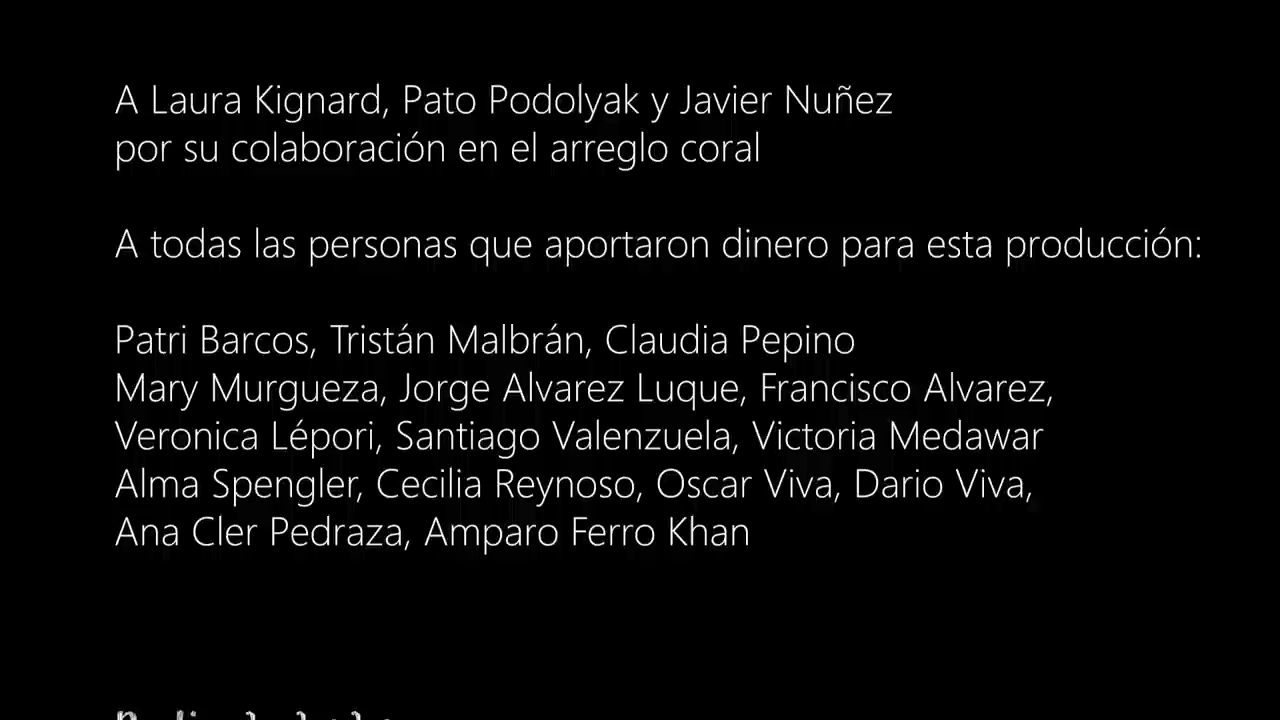 A Laura Kignard, Pato Podolyak y Javier Nuñez
por su colaboración en el arreglo coral
A todas las personas que aportaron dinero para esta producción:
Patri Barcos, Tristán Malbrán, Claudia Pepino
Mary Murgueza, Jorge Alvarez Luque, Francisco Alvarez,
Veronica Lépori, Santiago Valenzuela, Victoria Medawar
Alma Spengler, Cecilia Reynoso, Oscar Viva, Dario Viva,
Ana Cler Pedraza, Amparo Ferro Khan